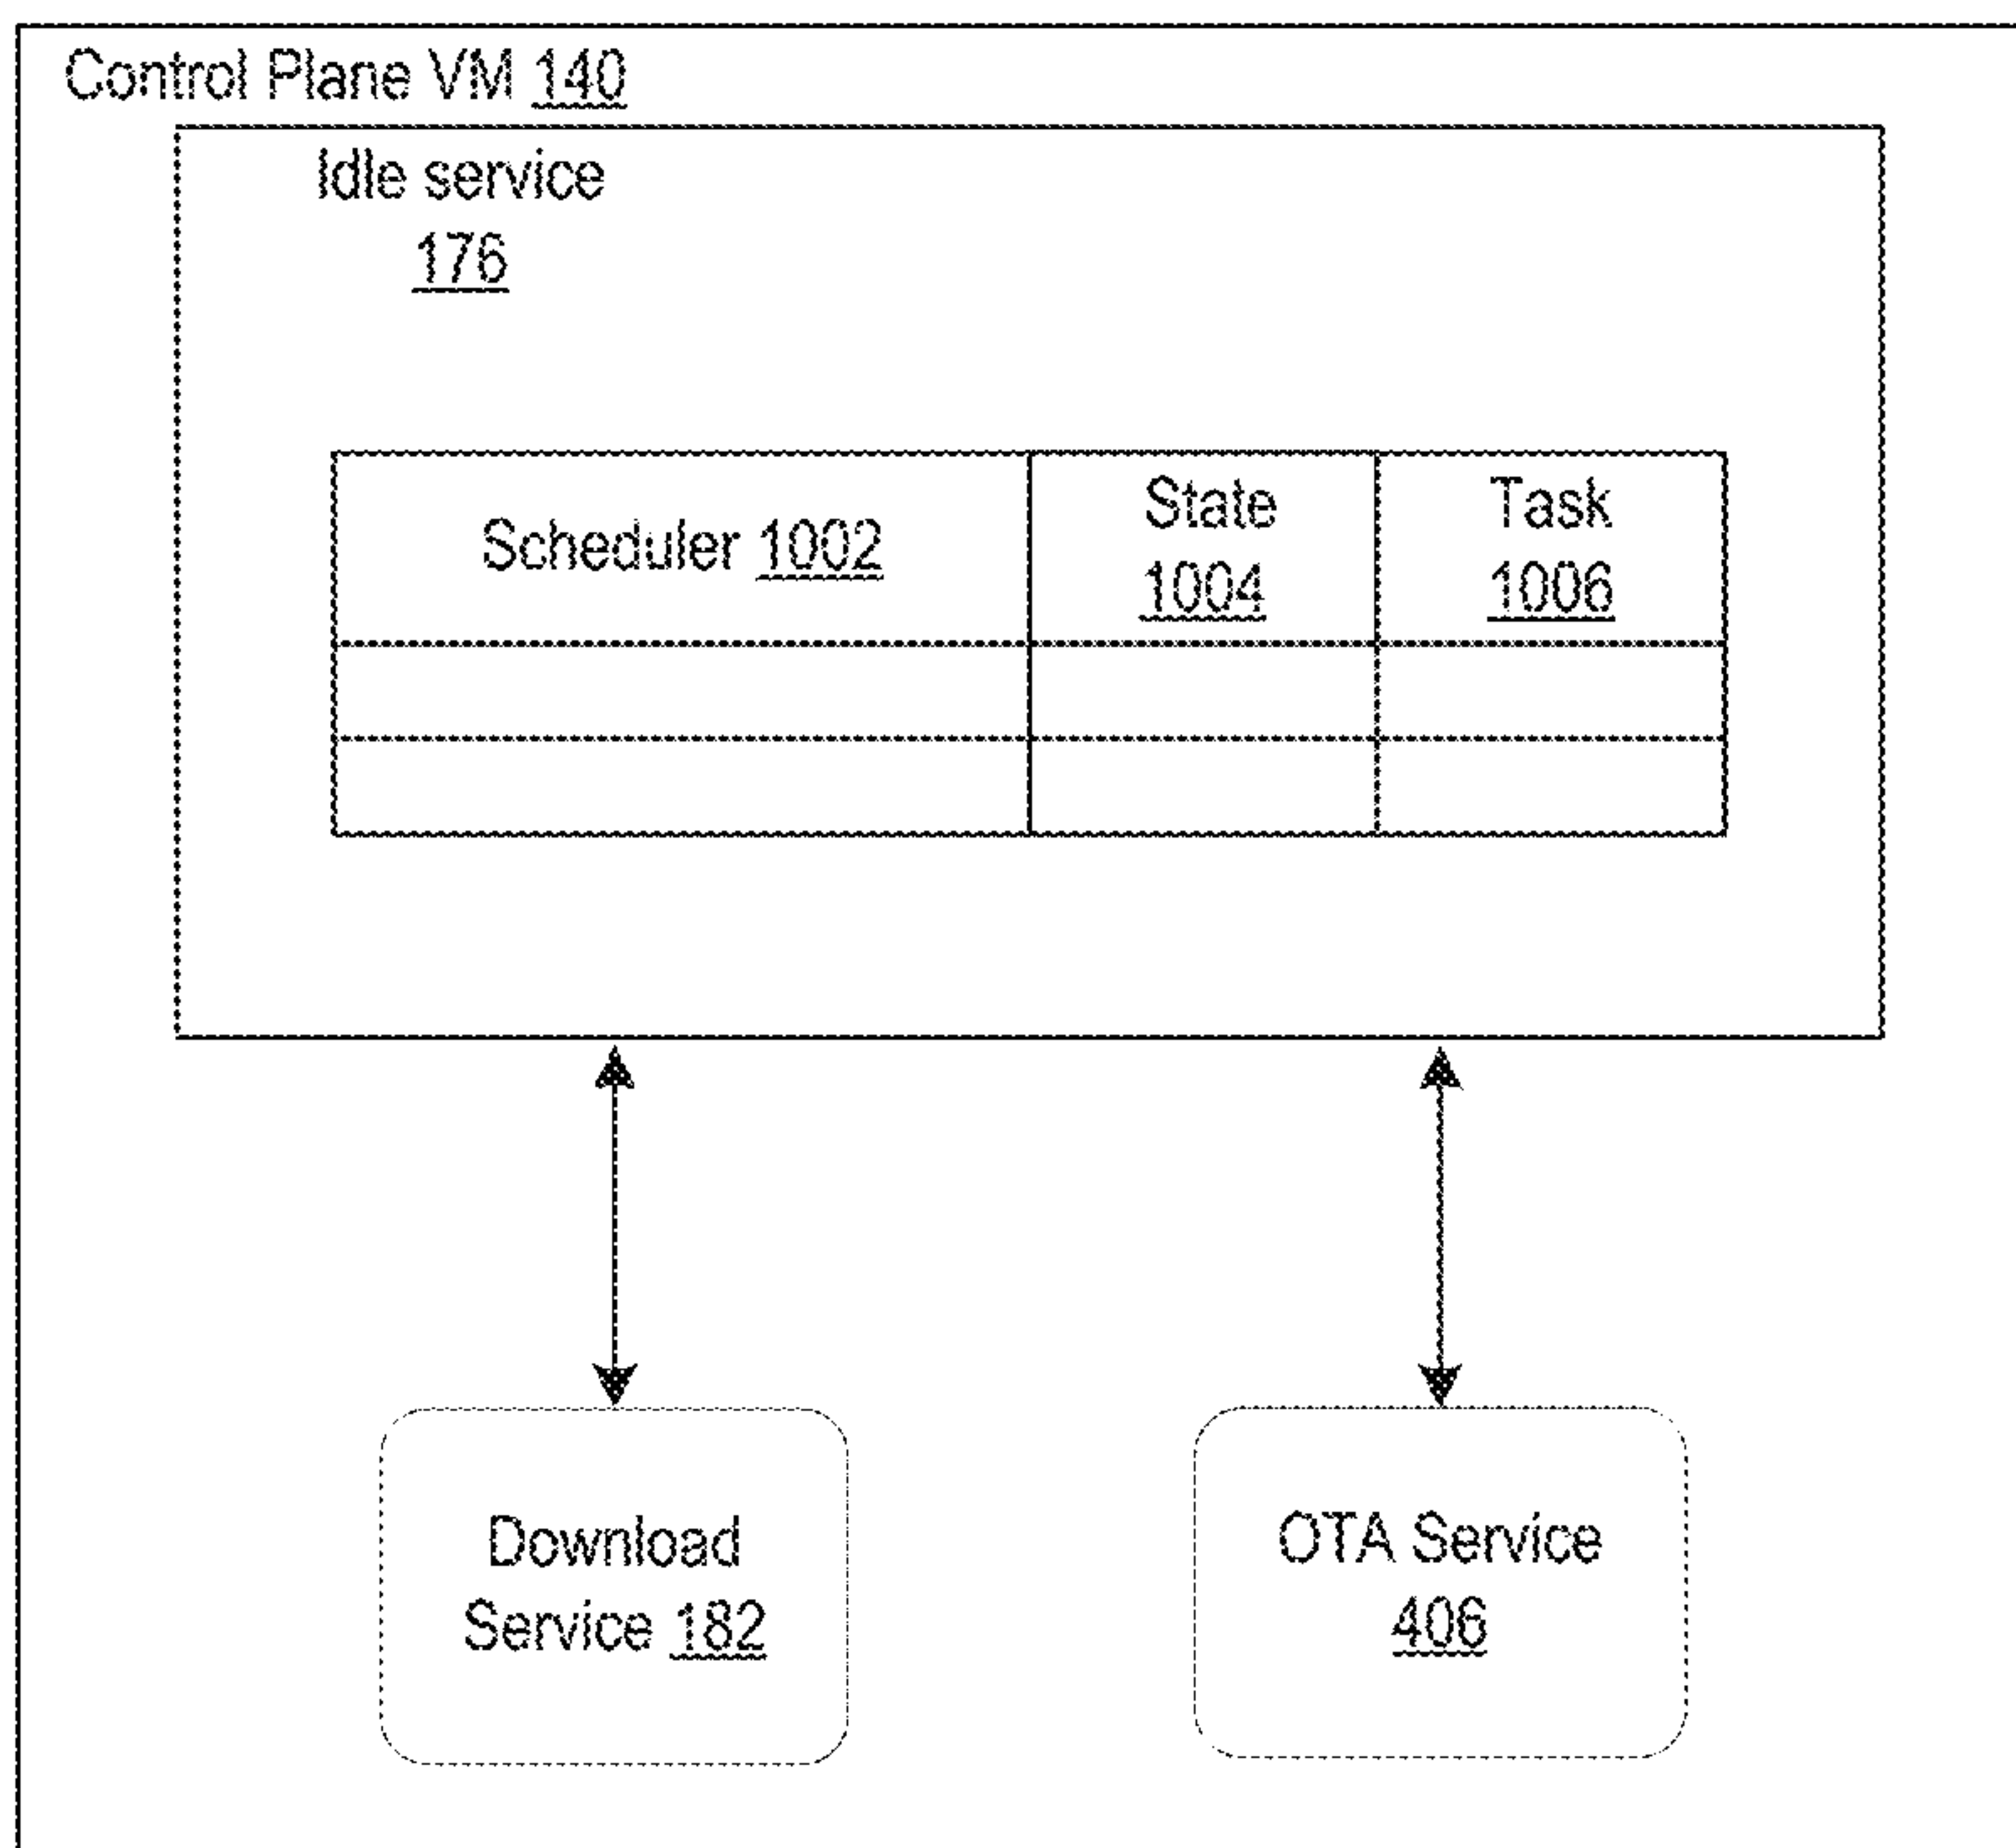 Control Plane VM 140
Idle service
176
Scheduler 1002
State
1004
Task
1006
Download
Service 182
OTA Service
406